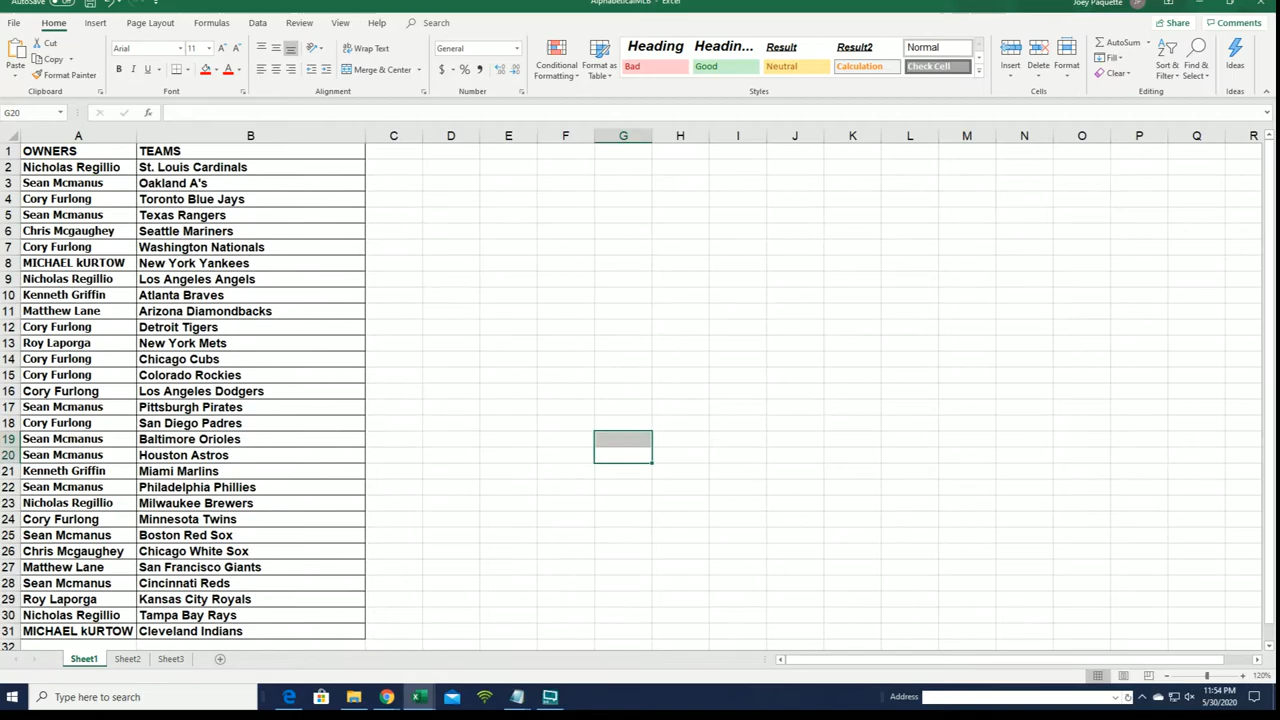 AutoSave Off AlphabeticalMLB - Excel Joey Paquette JP
File Home Insert Page Layout Formulas Data Review View Help Search Share Comments
Paste Cut Copy Format Painter Clipboard
Arial 11 Font
Wrap Text Merge & Center Alignment
General Number
Conditional Formatting Format as Table
Heading Headin... Result Result2 Normal
Bad Good Neutral Calculation Check Cell
Styles
Insert Delete Format Cells
AutoSum Fill Clear Sort & Filter Find & Select Editing
Ideas Ideas
G20 fx
A B C D E F G H I J K L M N O P Q R
1 OWNERS TEAMS
2 Nicholas Regillio St. Louis Cardinals
3 Sean Mcmanus Oakland A's
4 Cory Furlong Toronto Blue Jays
5 Sean Mcmanus Texas Rangers
6 Chris Mcgaughey Seattle Mariners
7 Cory Furlong Washington Nationals
8 MICHAEL kURTOW New York Yankees
9 Nicholas Regillio Los Angeles Angels
10 Kenneth Griffin Atlanta Braves
11 Matthew Lane Arizona Diamondbacks
12 Cory Furlong Detroit Tigers
13 Roy Laporga New York Mets
14 Cory Furlong Chicago Cubs
15 Cory Furlong Colorado Rockies
16 Cory Furlong Los Angeles Dodgers
17 Sean Mcmanus Pittsburgh Pirates
18 Cory Furlong San Diego Padres
19 Sean Mcmanus Baltimore Orioles
20 Sean Mcmanus Houston Astros
21 Kenneth Griffin Miami Marlins
22 Sean Mcmanus Philadelphia Phillies
23 Nicholas Regillio Milwaukee Brewers
24 Cory Furlong Minnesota Twins
25 Sean Mcmanus Boston Red Sox
26 Chris Mcgaughey Chicago White Sox
27 Matthew Lane San Francisco Giants
28 Sean Mcmanus Cincinnati Reds
29 Roy Laporga Kansas City Royals
30 Nicholas Regillio Tampa Bay Rays
31 MICHAEL kURTOW Cleveland Indians
32
Sheet1 Sheet2 Sheet3
120%
Type here to search Address 11:54 PM
5/30/2020